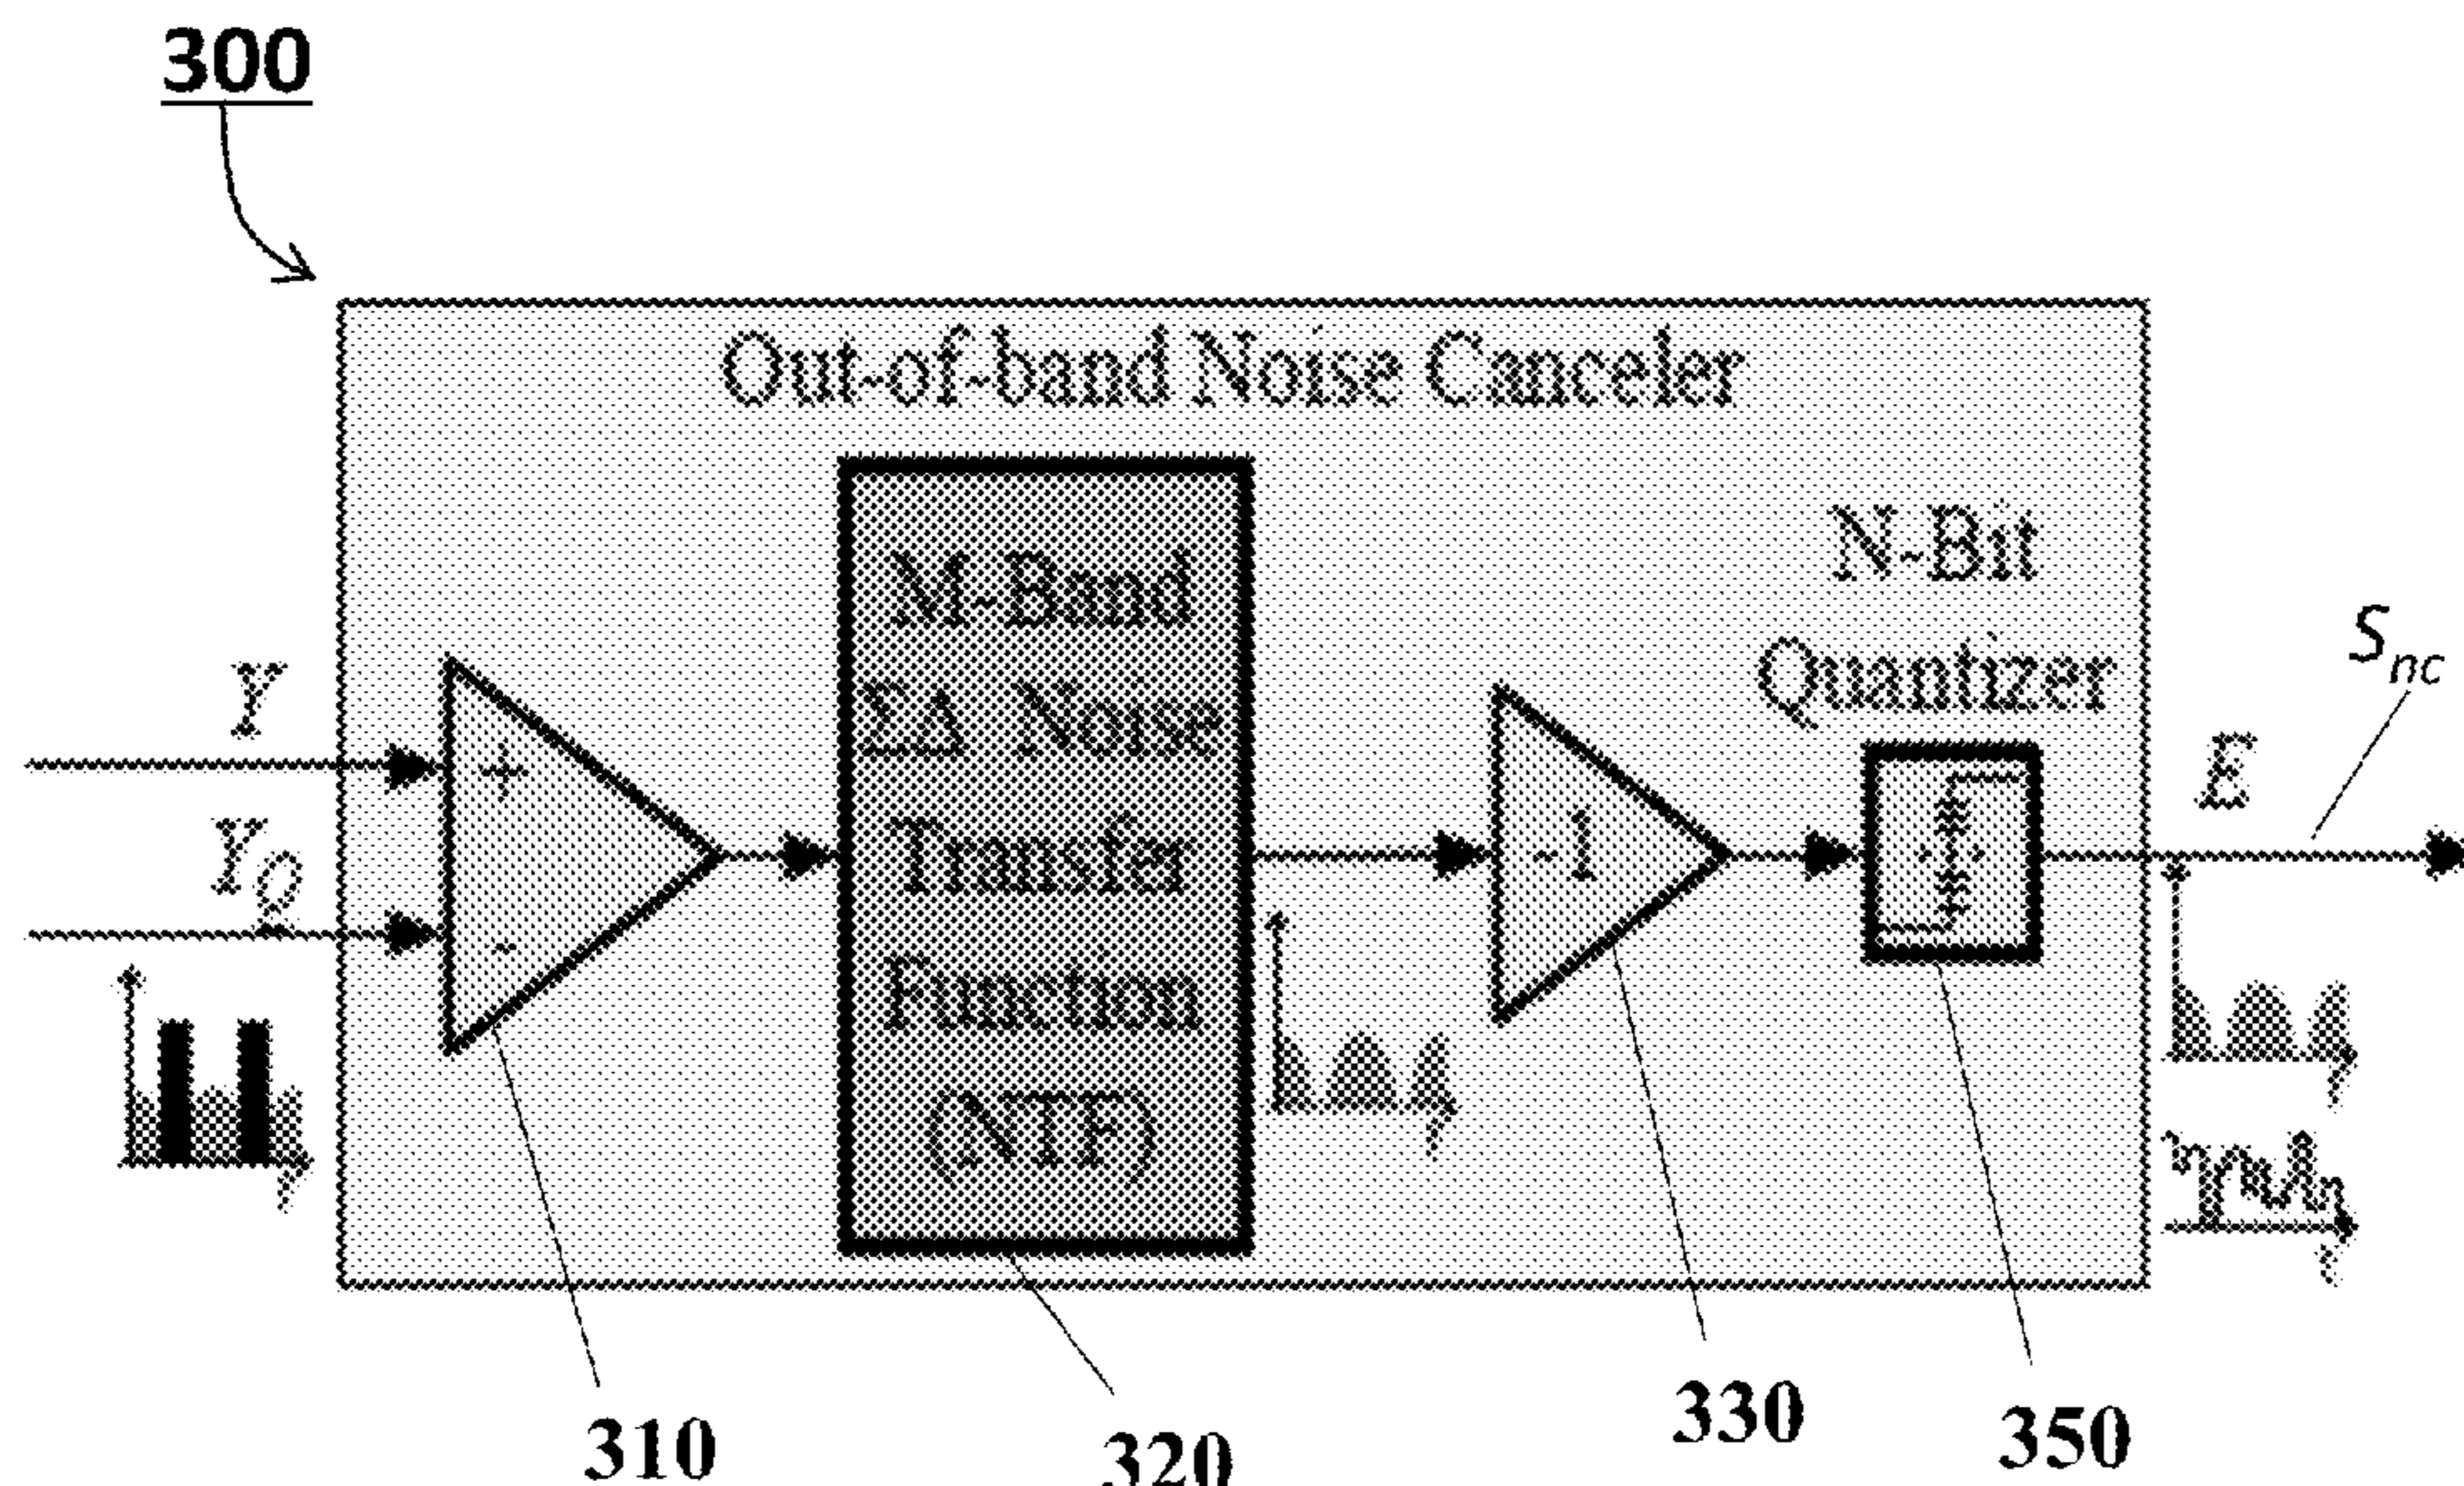 300
Out-of-band Noise Canceler
M-Band
ΣΔ Noise
Transfer
Function
(NTF)
N-Bit
Quantizer
Y
+
Y_Q
-
-1
E
S_nc
f
f
f
t
310
320
330
350